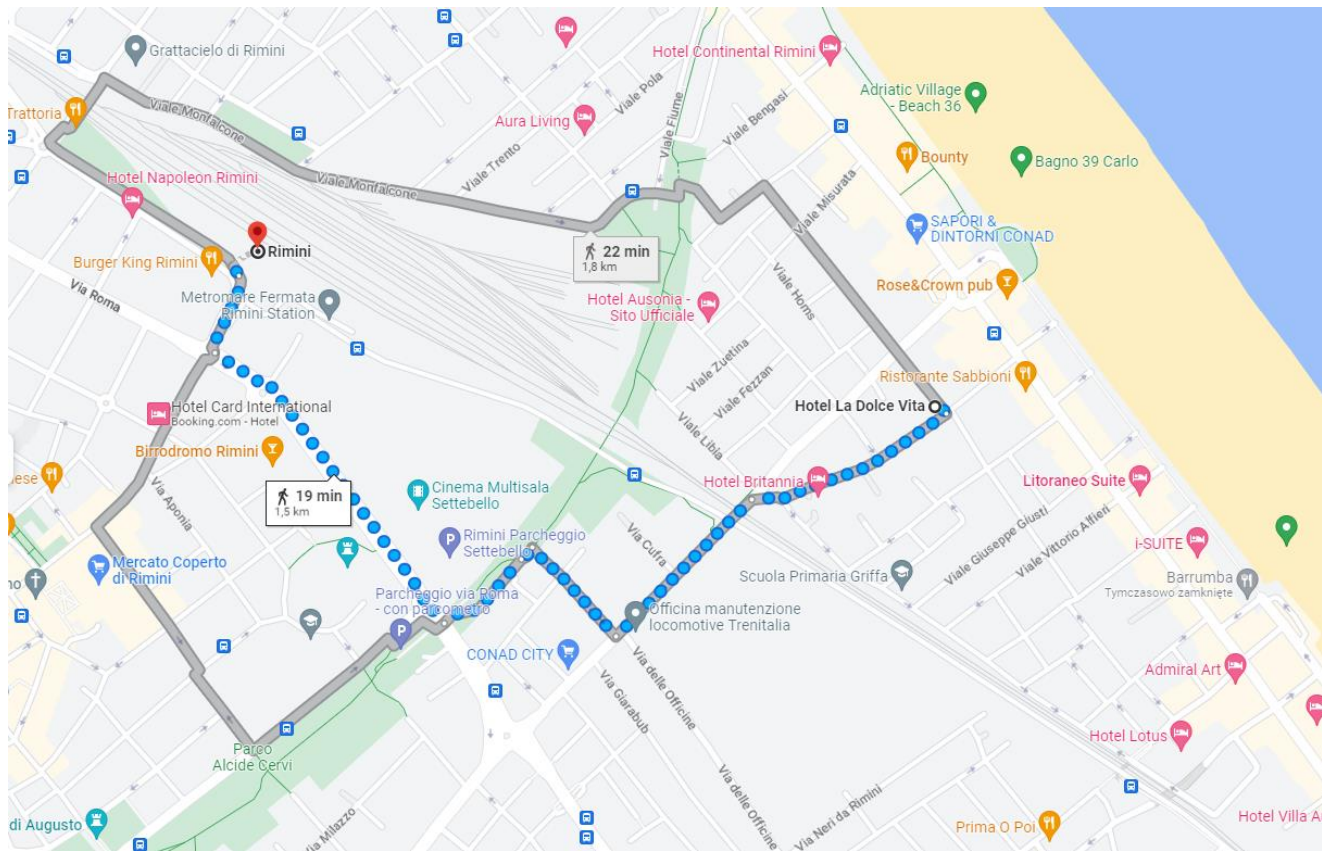 Grattacielo di Rimini
Hotel Continental Rimini
Adriatic Village
- Beach 36
Viale Pola
Viale Fiume
Viale Bengasi
Trattoria
Viale Monfalcone
Aura Living
Bounty
Bagno 39 Carlo
Viale Trento
Viale Monfalcone
Hotel Napoleon Rimini
Viale Misurata
SAPORI &
DINTORNI CONAD
22 min
1,8 km
Rimini
Burger King Rimini
Via Roma
Metromare Fermata
Rimini Station
Hotel Ausonia -
Sito Ufficiale
Viale Homs
Rose&Crown pub
Viale Zuetina
Viale Fezzan
Ristorante Sabbioni
Hotel La Dolce Vita
Hotel Card International
Booking.com - Hotel
Viale Libia
Birrodromo Rimini
Hotel Britannia
Litoraneo Suite
ese
Via Aponia
19 min
1,5 km
Cinema Multisala
Settebello
Viale Giuseppe Giusti
Viale Vittorio Alfieri
i-SUITE
P
Rimini Parcheggio
Settebello
Via Cufra
Mercato Coperto
di Rimini
no
Scuola Primaria Griffa
Barrumba
Tymczasowo zamknięte
Parcheggio via Roma
- con parcometro
P
Officina manutenzione
locomotive Trenitalia
CONAD CITY
Admiral Art
Via Giarabub
Via delle Officine
Hotel Lotus
Parco
Alcide Cervi
Via delle Officine
Via Neri da Rimini
di Augusto
Via Milazzo
Prima O Poi
Hotel Villa A